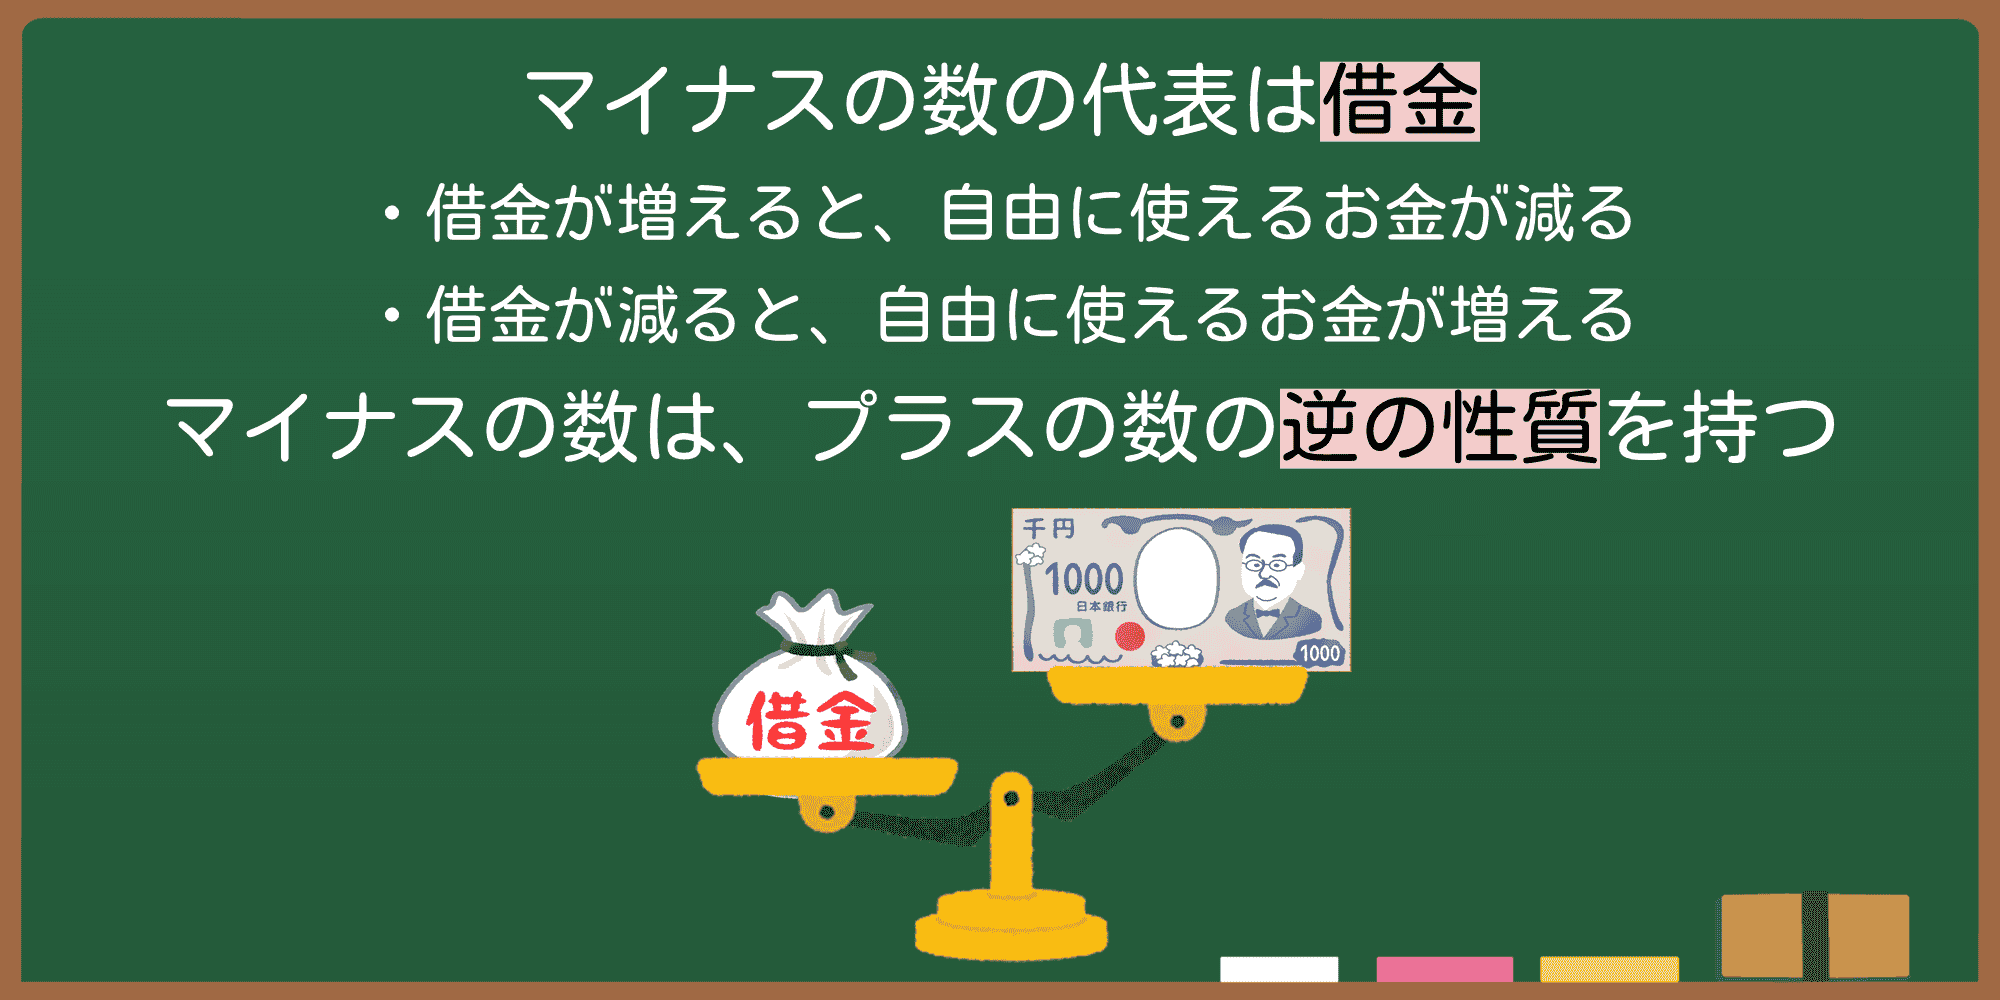 マイナスの数の代表は借金
・借金が増えると、自由に使えるお金が減る
・借金が減ると、自由に使えるお金が増える
マイナスの数は、プラスの数の逆の性質を持つ
千円
1000
日本銀行
1000
借金